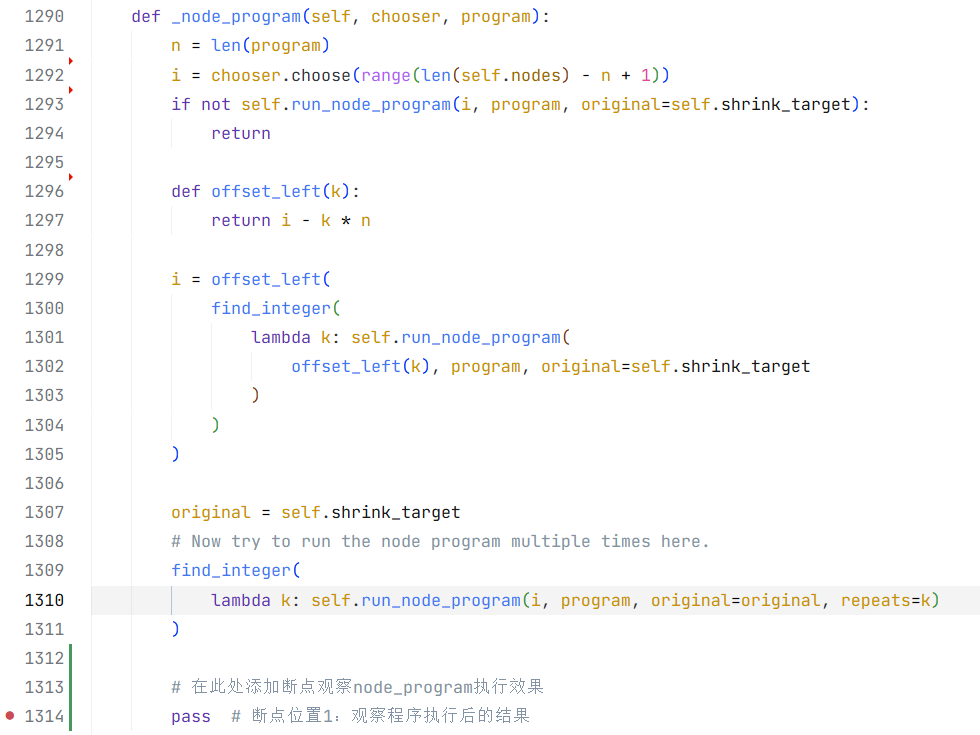 1290 def _node_program(self, chooser, program):
1291 n = len(program)
1292 i = chooser.choose(range(len(self.nodes) - n + 1))
1293 if not self.run_node_program(i, program, original=self.shrink_target):
1294 return
1295
1296 def offset_left(k):
1297 return i - k * n
1298
1299 i = offset_left(
1300 find_integer(
1301 lambda k: self.run_node_program(
1302 offset_left(k), program, original=self.shrink_target
1303 )
1304 )
1305 )
1306
1307 original = self.shrink_target
1308 # Now try to run the node program multiple times here.
1309 find_integer(
1310 lambda k: self.run_node_program(i, program, original=original, repeats=k)
1311 )
1312
1313 # 在此处添加断点观察node_program执行效果
1314 pass # 断点位置1：观察程序执行后的结果